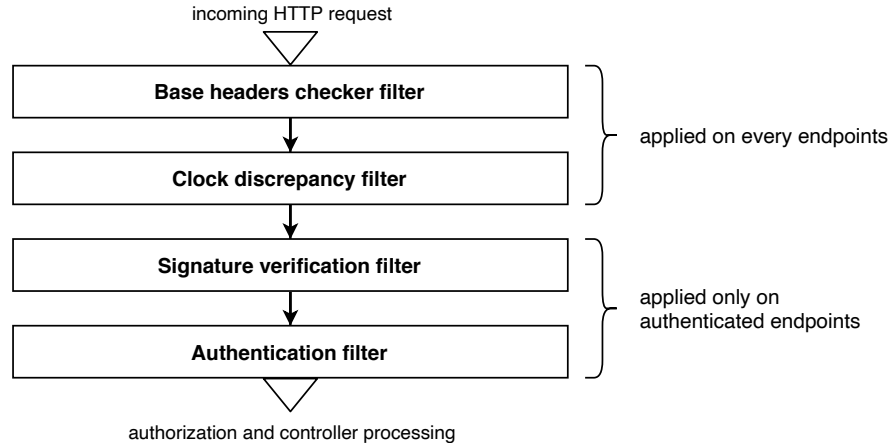 incoming HTTP request
Base headers checker filter
applied on every endpoints
Clock discrepancy filter
Signature verification filter
applied only on
authenticated endpoints
Authentication filter
authorization and controller processing